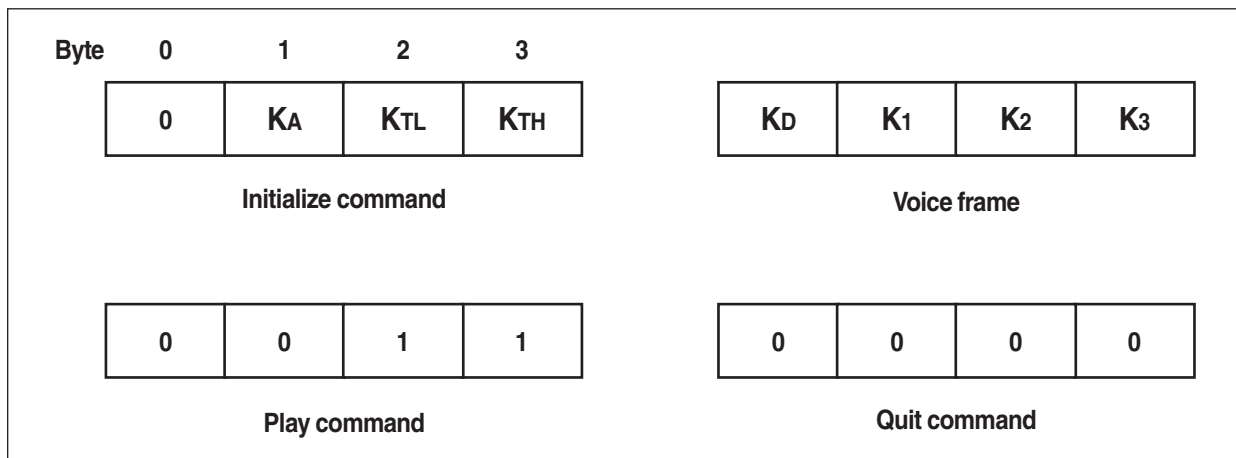 Byte 0 1 2 3
0 KA KTL KTH
KD K1 K2 K3
Initialize command
Voice frame
0 0 1 1
0 0 0 0
Play command
Quit command